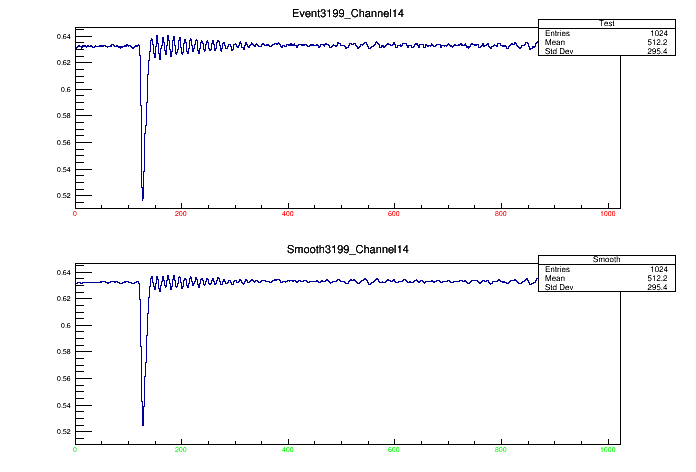 Event3199_Channel14
Test
Entries 1024
Mean 512.2
Std Dev 295.4
0.64
0.62
0.6
0.58
0.56
0.54
0.52
0 200 400 600 800 1000
Smooth3199_Channel14
Smooth
Entries 1024
Mean 512.2
Std Dev 295.4
0.64
0.62
0.6
0.58
0.56
0.54
0.52
0 200 400 600 800 1000